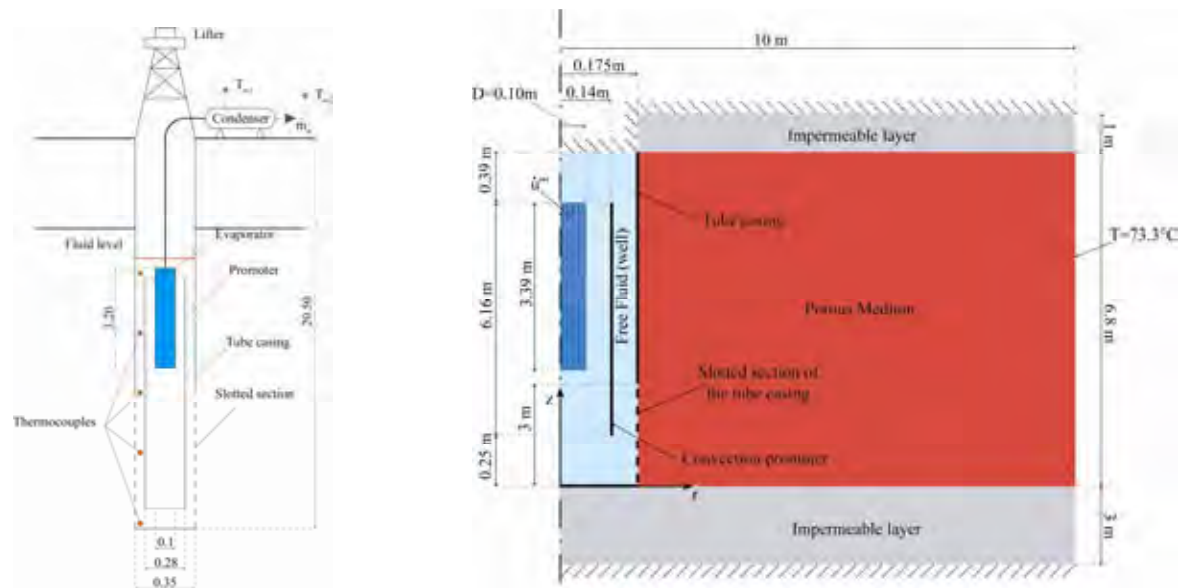 Lifter
Condenser
Fluid level
Evaporator
Promoter
3.20
20.50
Tube casing
Slotted section
Thermocouples
0.1
0.28
0.35
10 m
0.175m
D=0.10m
0.14m
Impermeable layer
1 m
0.39 m
Tube casing
T=73.3°C
Free Fluid (well)
6.16 m
3.39 m
Porous Medium
6.8 m
Slotted section of
the tube casing
z
3 m
0.25 m
Convection promoter
r
Impermeable layer
3 m